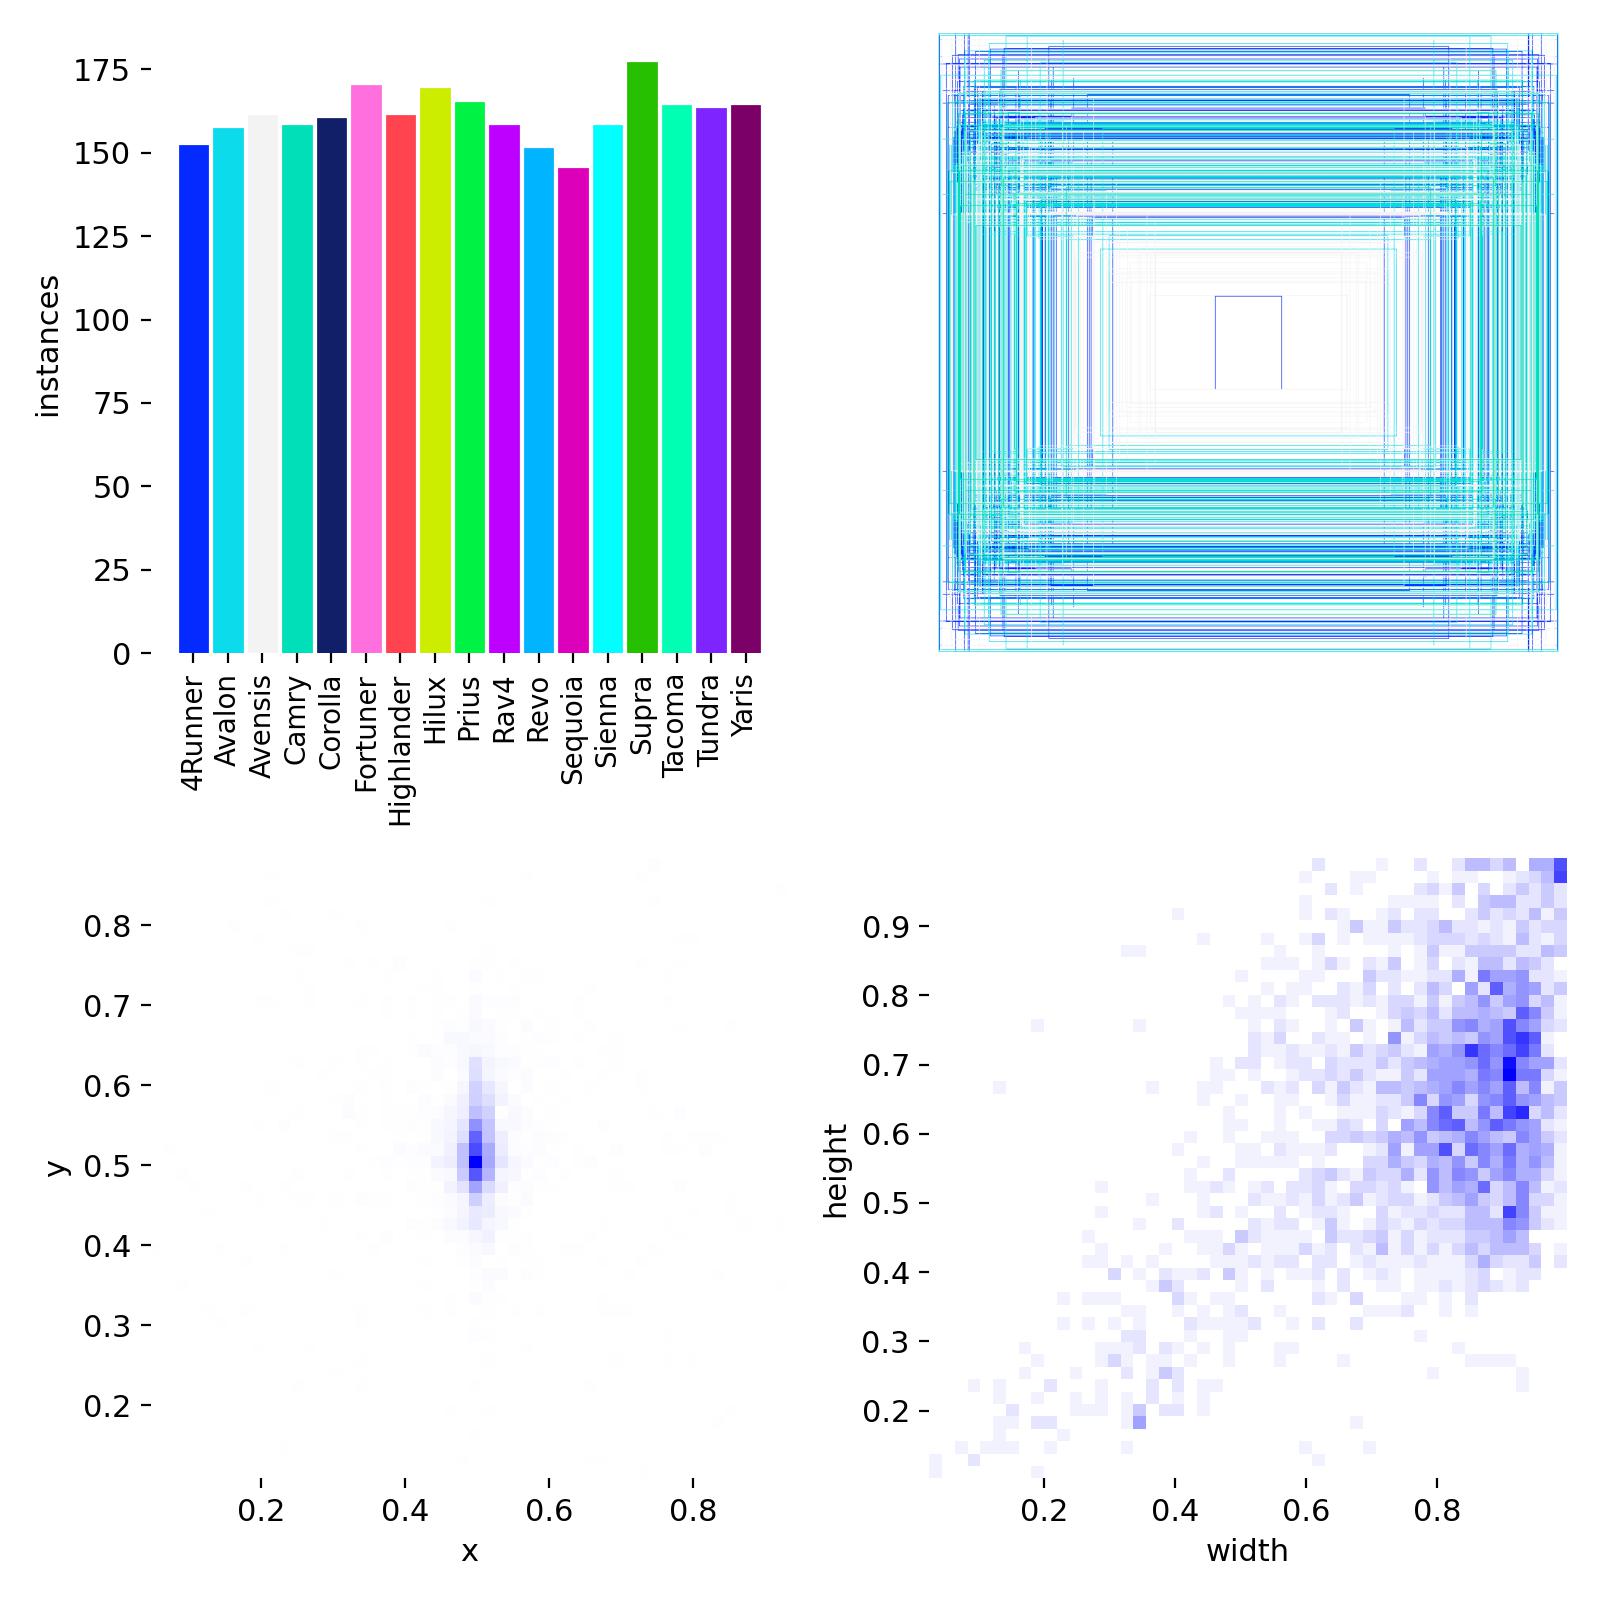 instances
175
150
125
100
75
50
25
0
4Runner
Avalon
Avensis
Camry
Corolla
Fortuner
Highlander
Hilux
Prius
Rav4
Revo
Sequoia
Sienna
Supra
Tacoma
Tundra
Yaris
y
0.8
0.7
0.6
0.5
0.4
0.3
0.2
0.2 0.4 0.6 0.8
x
height
0.9
0.8
0.7
0.6
0.5
0.4
0.3
0.2
0.2 0.4 0.6 0.8
width